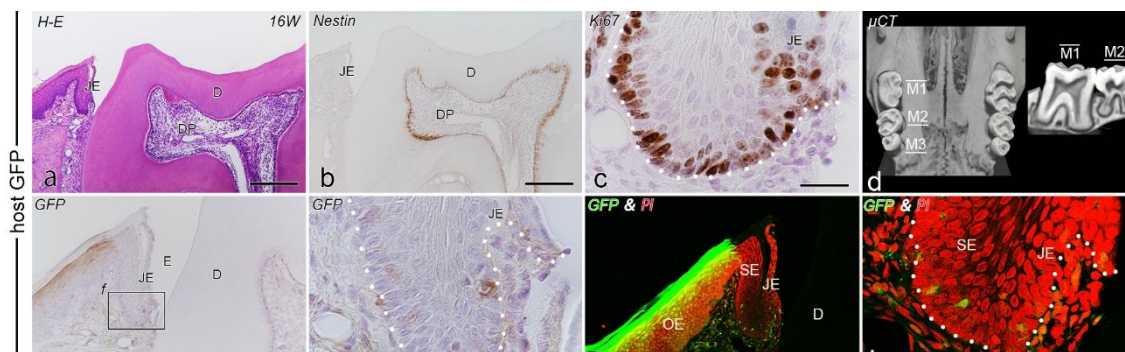 host GFP
H-E
16W
JE
D
DP
a
Nestin
JE
D
DP
b
Ki67
JE
c
µCT
M1
M2
M3
M1
M2
d
GFP
JE
E
D
f
GFP
JE
GFP & PI
SE
JE
OE
D
GFP & PI
SE
JE